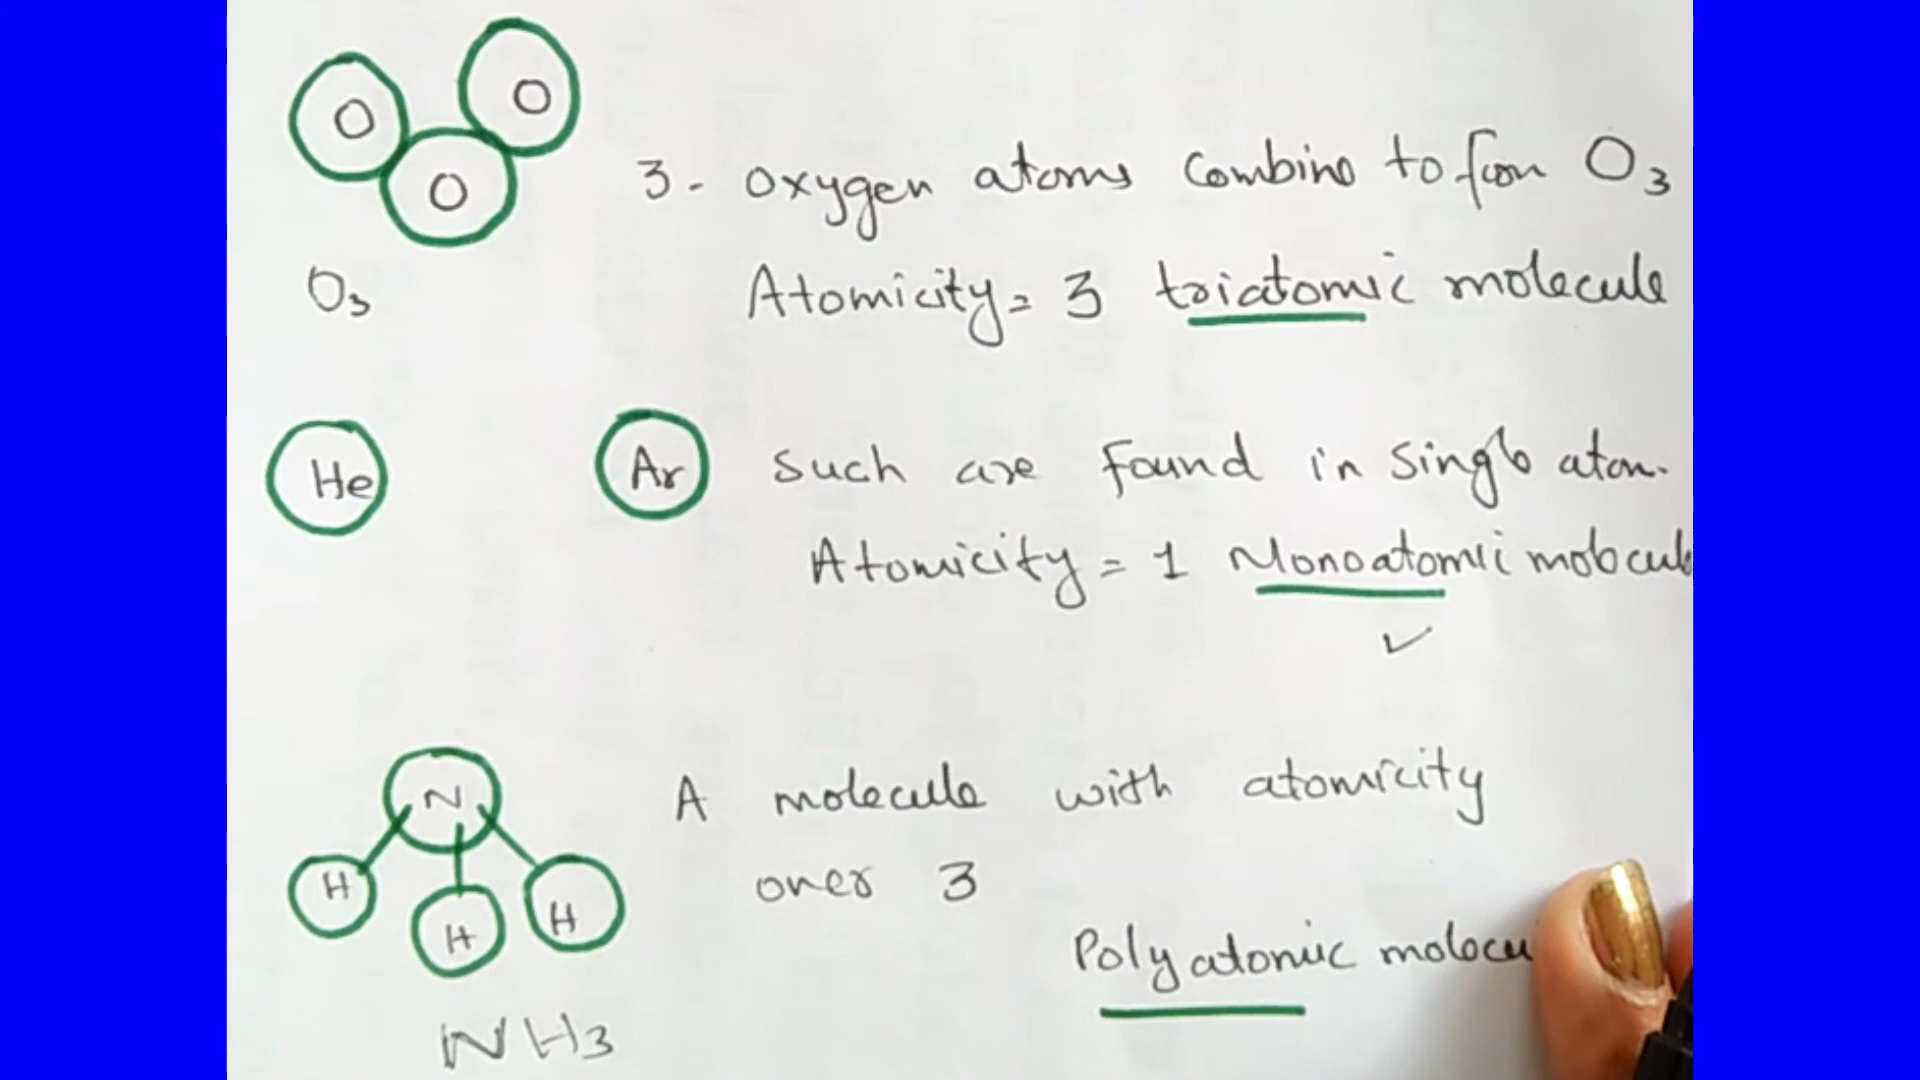 O O O
3 - Oxygen atoms Combine to form O3
O3
Atomicity = 3 triatomic molecule
He Ar Such are found in Single atom.
Atomicity = 1 Monoatomic molecule
N
H H H
A molecule with atomicity
over 3
Polyatomic molecu
NH3